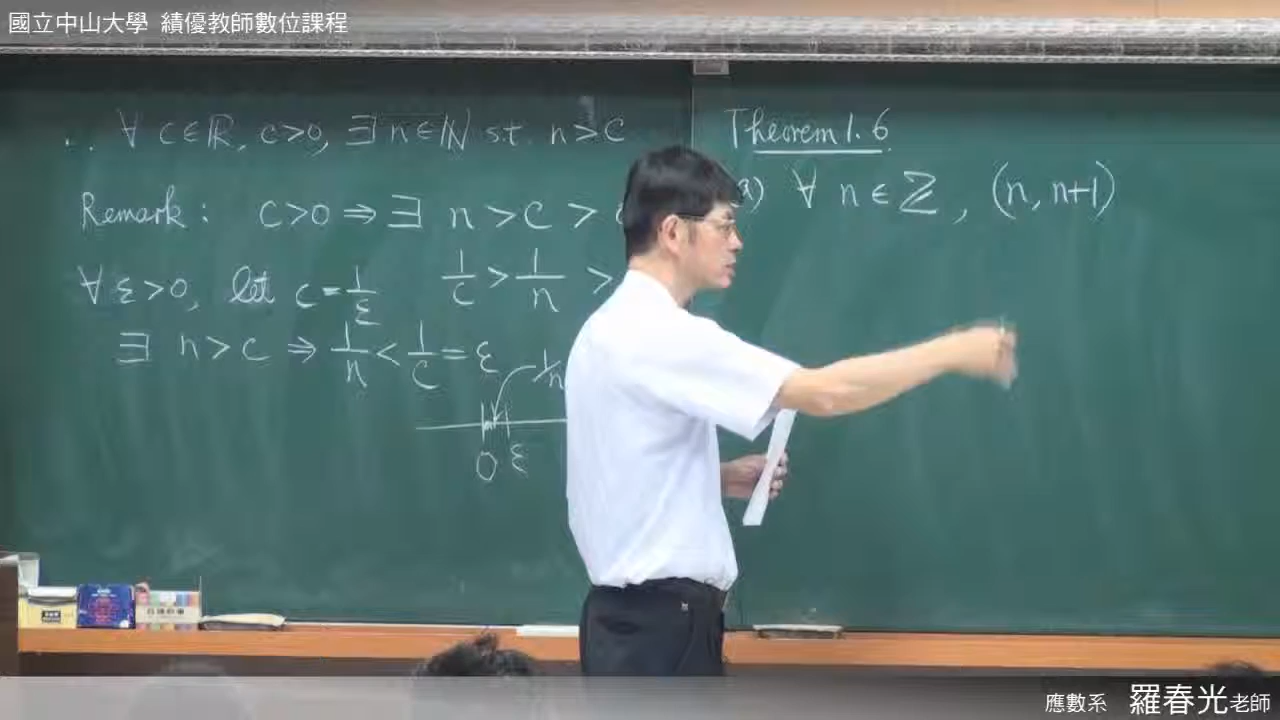 國立中山大學 績優教師數位課程
∴ ∀ c∈ℝ, c>0, ∃ n∈ℕ s.t. n>c
Remark: c>0 ⇒ ∃ n > c >
∀ ε>0, let c = 1/ε 1/c > 1/n >
∃ n > c ⇒ 1/n < 1/c = ε
1/n
0 ε
Theorem 1.6
(a) ∀ n ∈ ℤ, (n, n+1)
應數系 羅春光老師